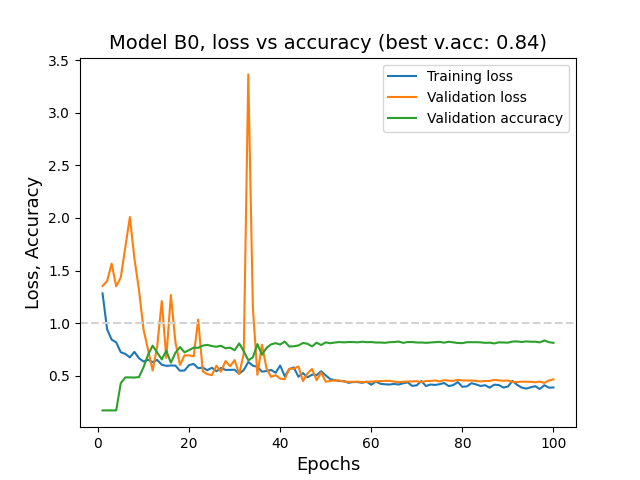 Model B0, loss vs accuracy (best v.acc: 0.84)
3.5
3.0
2.5
2.0
1.5
1.0
0.5
Loss, Accuracy
Training loss
Validation loss
Validation accuracy
0 20 40 60 80 100
Epochs